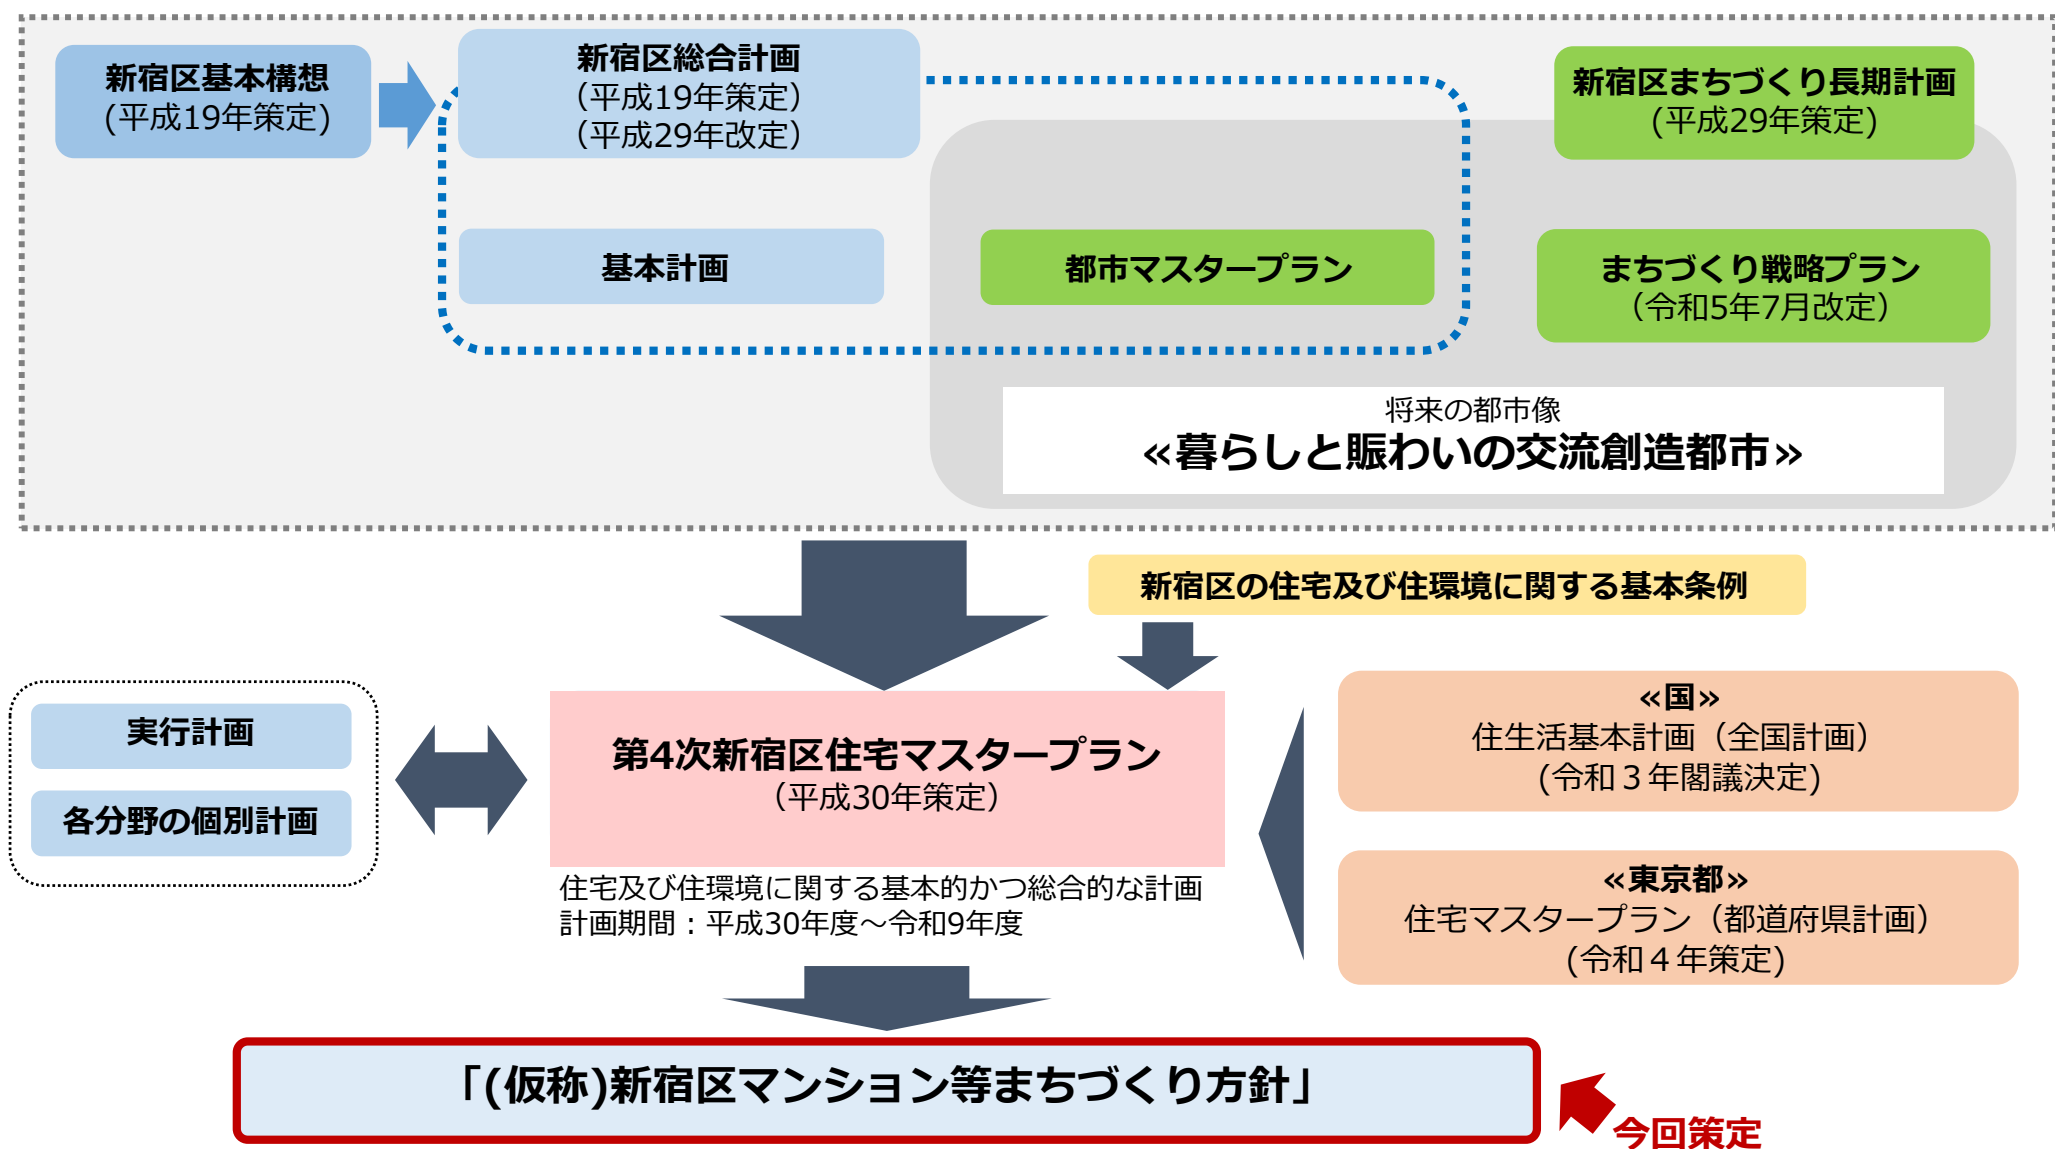 新宿区基本構想
(平成19年策定)
新宿区総合計画
（平成19年策定）
（平成29年改定）
新宿区まちづくり長期計画
(平成29年策定)
基本計画
都市マスタープラン
まちづくり戦略プラン
（令和5年7月改定）
将来の都市像
«暮らしと賑わいの交流創造都市»
新宿区の住宅及び住環境に関する基本条例
実行計画
各分野の個別計画
第4次新宿区住宅マスタープラン
（平成30年策定）
住宅及び住環境に関する基本的かつ総合的な計画
計画期間：平成30年度～令和9年度
«国»
住生活基本計画（全国計画）
(令和３年閣議決定)
«東京都»
住宅マスタープラン（都道府県計画）
(令和４年策定)
「(仮称)新宿区マンション等まちづくり方針」
今回策定